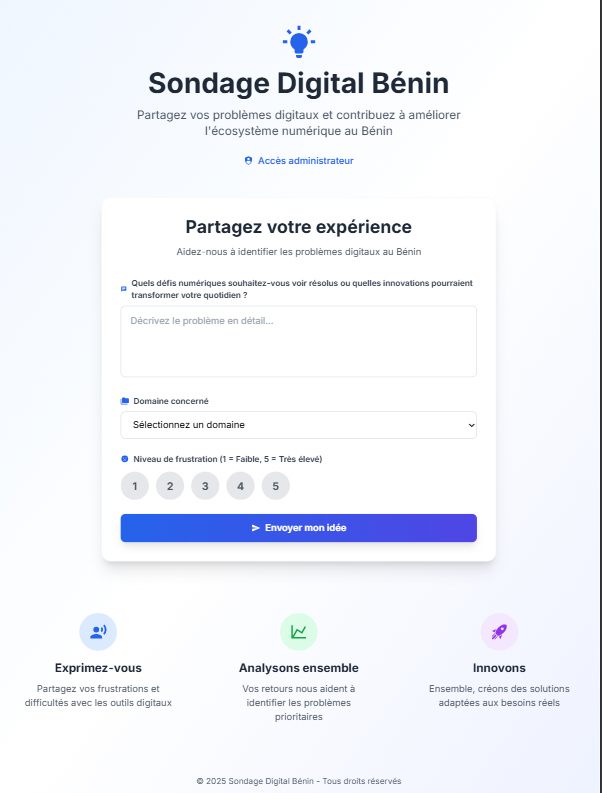 Sondage Digital Bénin
Partagez vos problèmes digitaux et contribuez à améliorer
l'écosystème numérique au Bénin
Accès administrateur
Partagez votre expérience
Aidez-nous à identifier les problèmes digitaux au Bénin
Quels défis numériques souhaitez-vous voir résolus ou quelles innovations pourraient
transformer votre quotidien ?
Décrivez le problème en détail...
Domaine concerné
Sélectionnez un domaine
Niveau de frustration (1 = Faible, 5 = Très élevé)
1 2 3 4 5
Envoyer mon idée
Exprimez-vous
Partagez vos frustrations et
difficultés avec les outils digitaux
Analysons ensemble
Vos retours nous aident à
identifier les problèmes
prioritaires
Innovons
Ensemble, créons des solutions
adaptées aux besoins réels
© 2025 Sondage Digital Bénin - Tous droits réservés